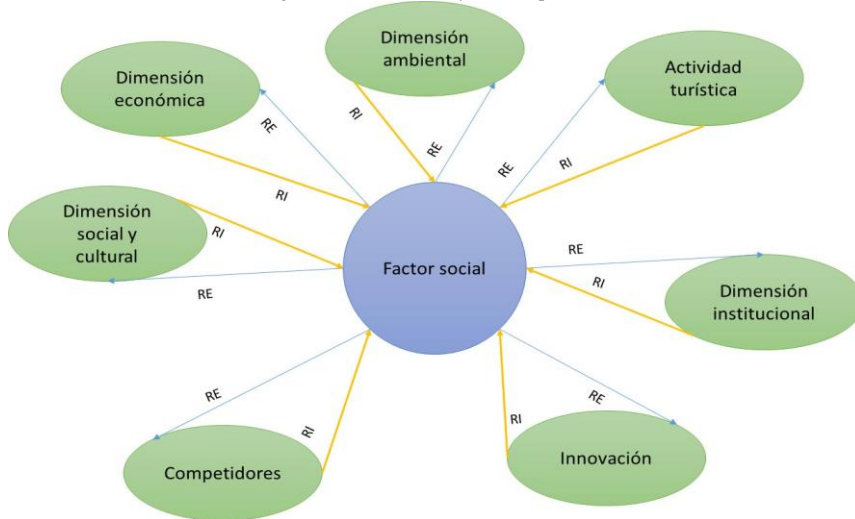 Dimensión
ambiental
Dimensión
económica
Actividad
turística
RE
RI
RE
RE
RI
RI
Dimensión
social y
cultural
RI
Factor social
RE
RE
RI
Dimensión
institucional
RE
RI
RI
RE
Competidores
Innovación